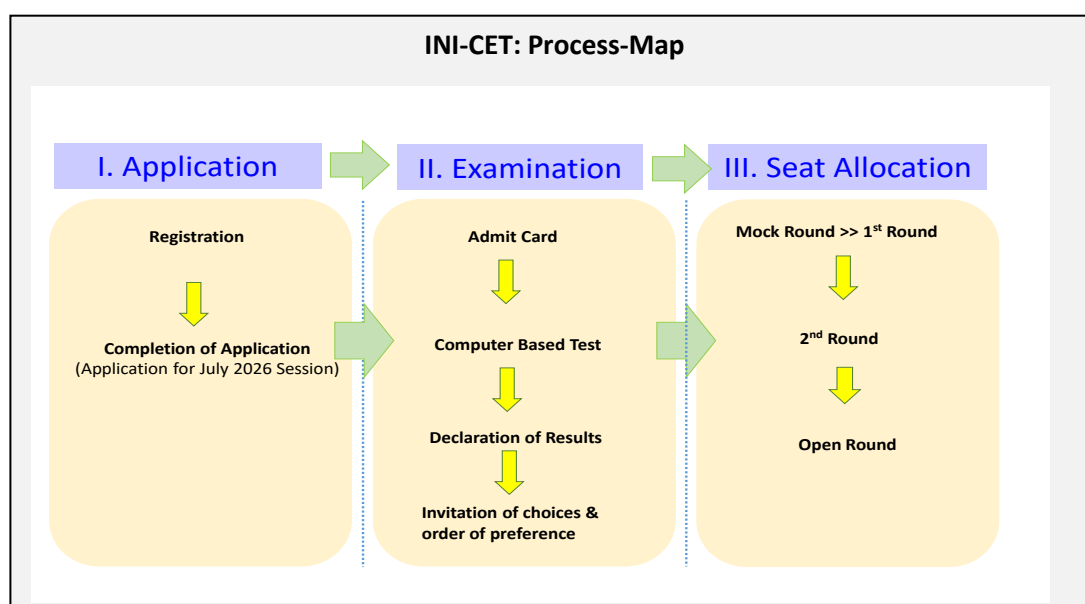 INI-CET: Process-Map
I. Application
II. Examination
III. Seat Allocation
Registration
Completion of Application
(Application for July 2026 Session)
Admit Card
Computer Based Test
Declaration of Results
Invitation of choices &
order of preference
Mock Round >> 1st Round
2nd Round
Open Round